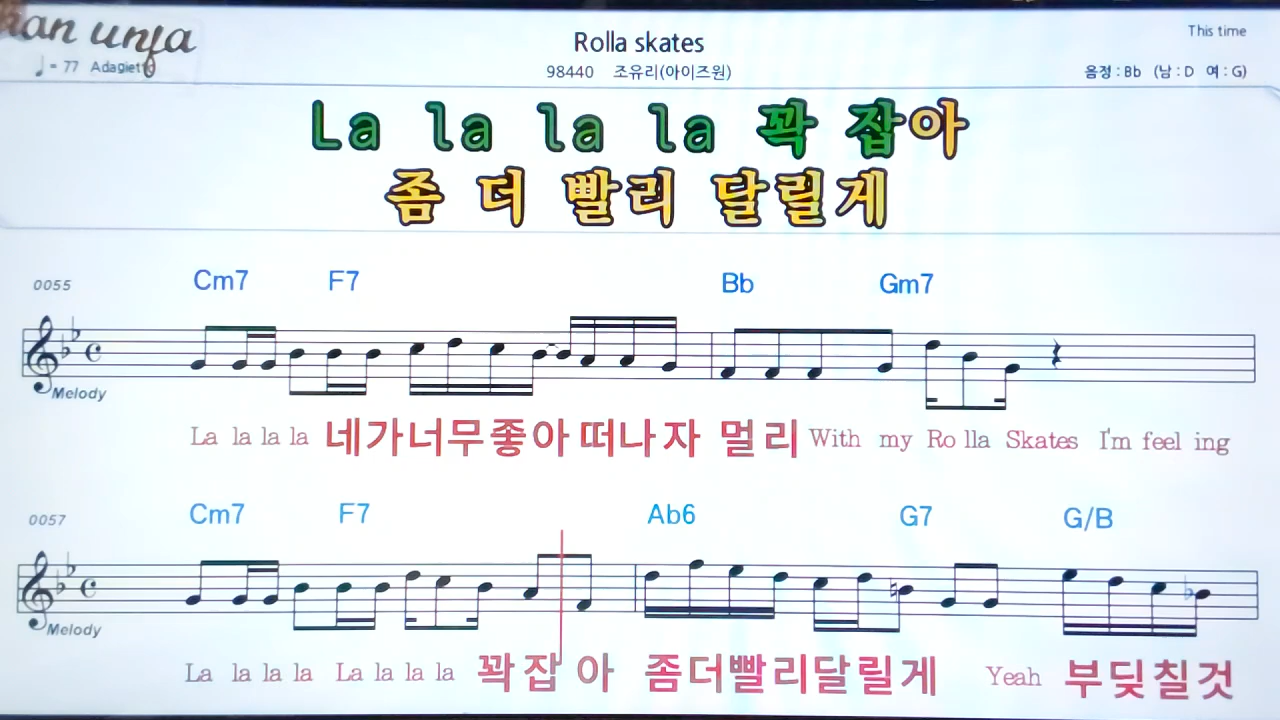 This time
Rolla skates
♩= 77 Adagietto
98440 조유리(아이즈원)
음정 : Bb (남 : D 여 : G)
La la la la 꽉 잡아
좀 더 빨리 달릴게
0055 Cm7 F7 Bb Gm7
Melody
La la la la 네가너무좋아떠나자 멀리 With my Ro lla Skates I'm feel ing
0057 Cm7 F7 Ab6 G7 G/B
Melody
La la la la La la la la 꽉잡 아 좀더빨리달릴게 Yeah 부딪칠것